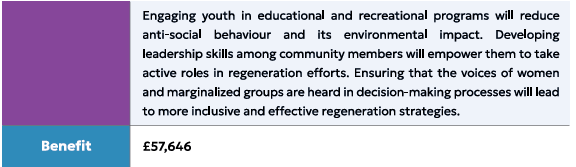 Engaging youth in educational and recreational programs will reduce
anti-social behaviour and its environmental impact. Developing
leadership skills among community members will empower them to take
active roles in regeneration efforts. Ensuring that the voices of women
and marginalized groups are heard in decision-making processes will lead
to more inclusive and effective regeneration strategies.
Benefit £57,646